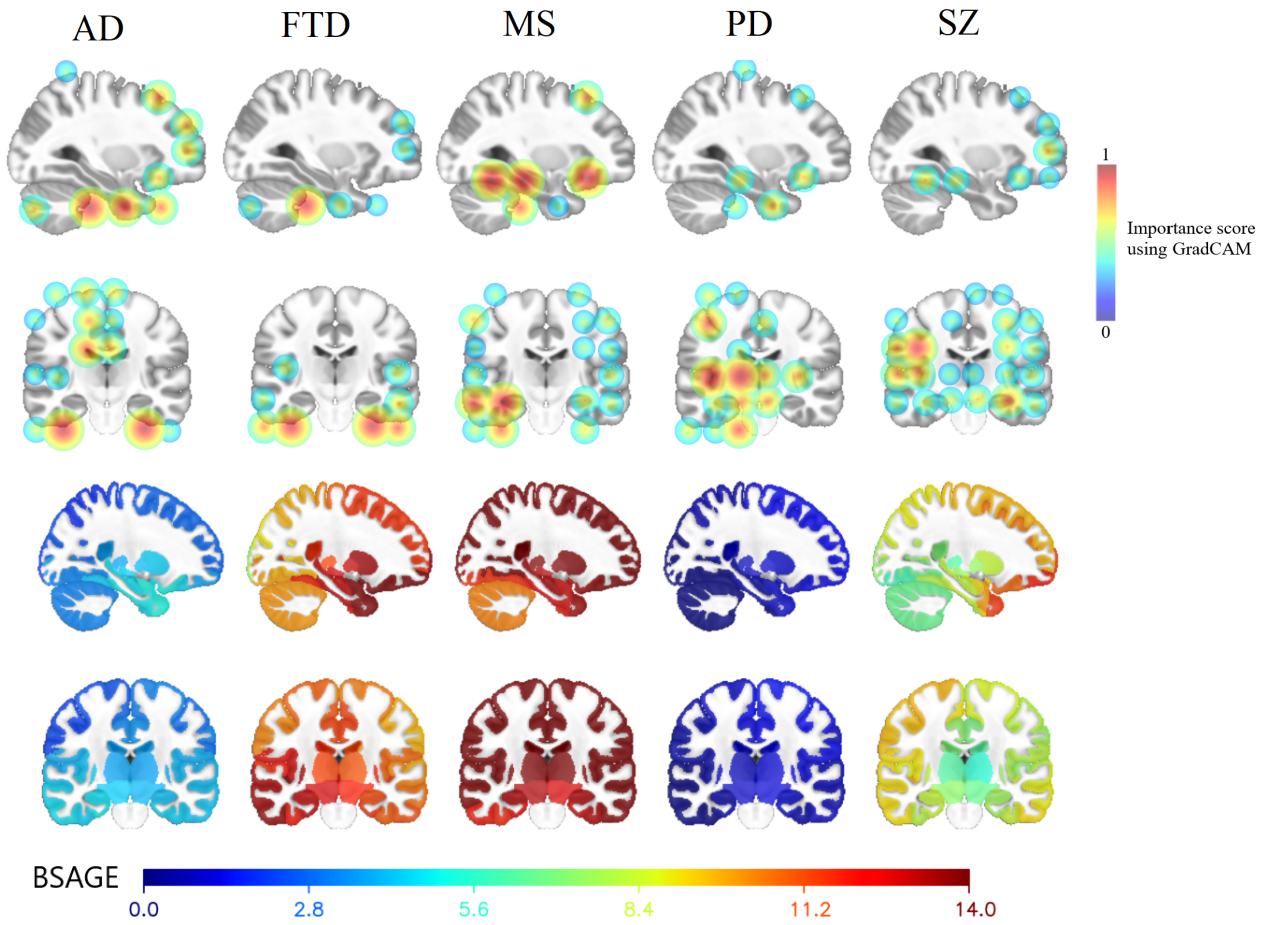 AD FTD MS PD SZ
1
Importance score
using GradCAM
0
BSAGE
0.0 2.8 5.6 8.4 11.2 14.0